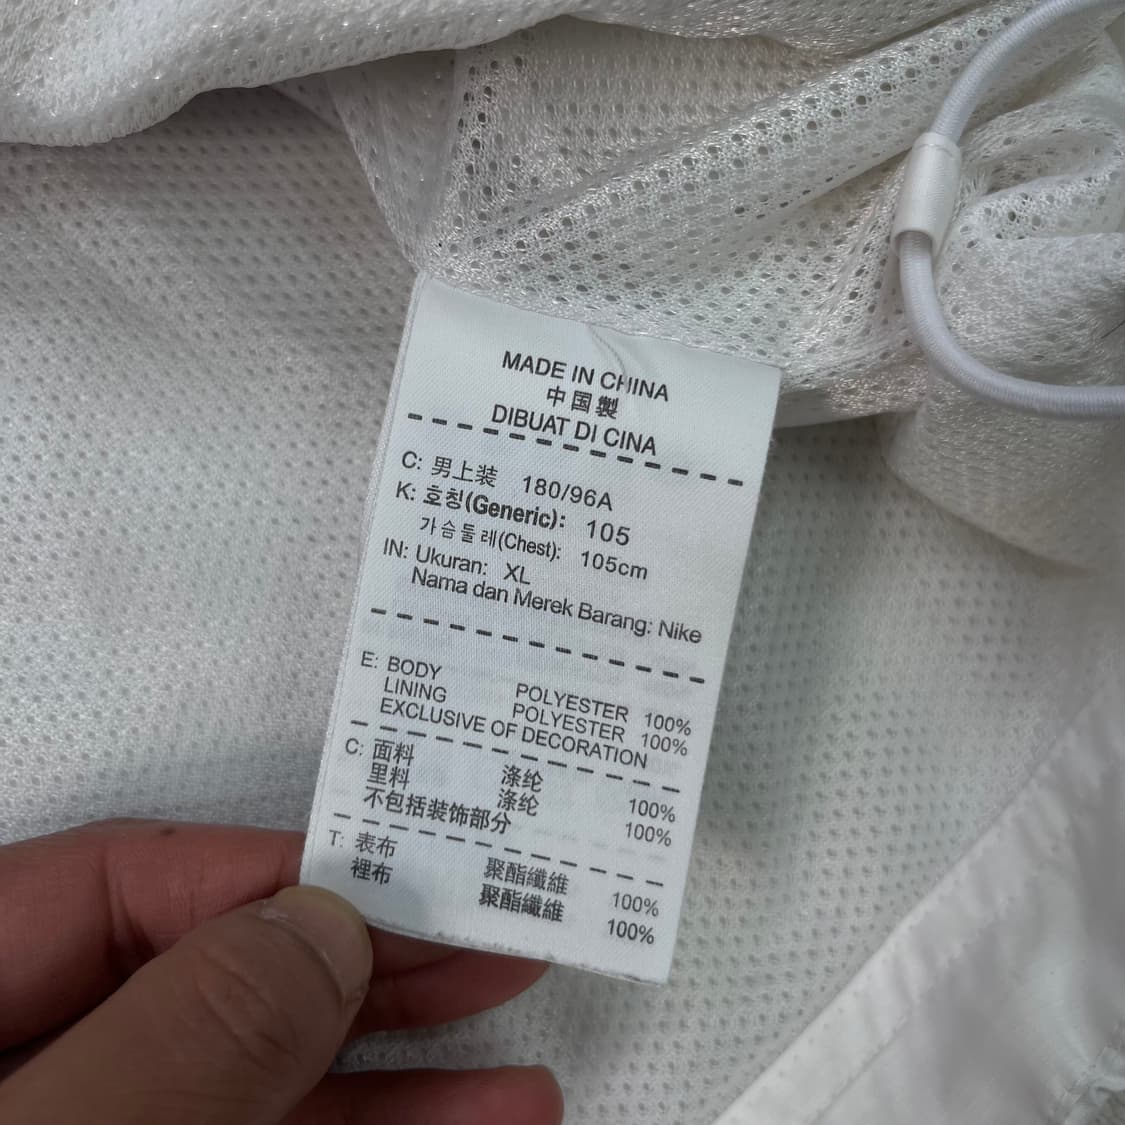 MADE IN CHINA
中国製
DIBUAT DI CINA
C: 男上装 180/96A
K: 호칭(Generic): 105
가슴둘레(Chest): 105cm
IN: Ukuran: XL
Nama dan Merek Barang: Nike
E: BODY POLYESTER 100%
LINING POLYESTER 100%
EXCLUSIVE OF DECORATION
C: 面料 涤纶 100%
里料 涤纶 100%
不包括装饰部分
T: 表布 聚酯纖維 100%
裡布 聚酯纖維 100%